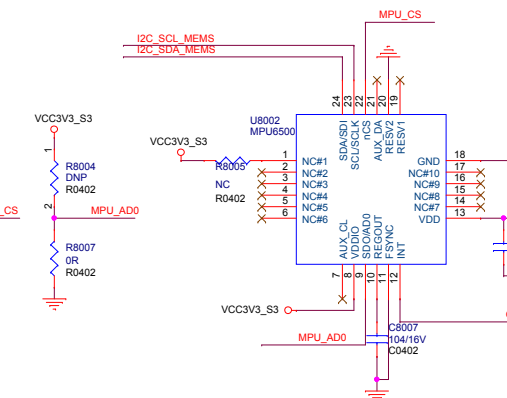 MPU_CS
I2C_SCL_MEMS
I2C_SDA_MEMS
24
23
22
21
20
19
VCC3V3_S3
U8002
MPU6500
SDA/SDI
SCL/SCLK
nCS
AUX_DA
RESV2
RESV1
VCC3V3_S3
1
R8004
DNP
R0402
2
R8005
NC
R0402
1
2
3
4
5
6
NC#1
NC#2
NC#3
NC#4
NC#5
NC#6
GND
NC#10
NC#9
NC#8
NC#7
VDD
18
17
16
15
14
13
_CS
MPU_AD0
R8007
0R
R0402
AUX_CL
VDDIO
SDO/AD0
REGOUT
FSYNC
INT
7
8
9
10
11
12
VCC3V3_S3
MPU_AD0
C8007
104/16V
C0402